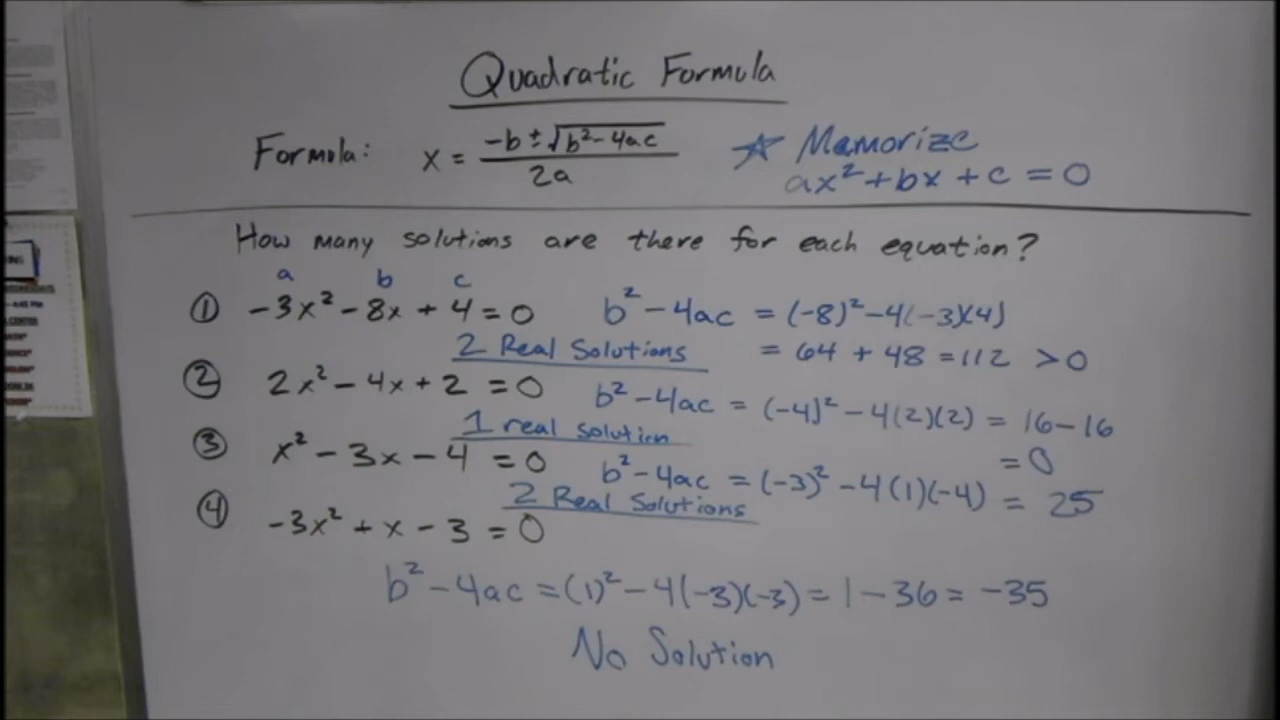 Quadratic Formula
Formula: x = (-b ± √(b² - 4ac)) / 2a ☆ Memorize
ax² + bx + c = 0
How many solutions are there for each equation?
a b c
① -3x² - 8x + 4 = 0 b² - 4ac = (-8)² - 4(-3)(4)
2 Real Solutions = 64 + 48 = 112 > 0
② 2x² - 4x + 2 = 0 b² - 4ac = (-4)² - 4(2)(2) = 16 - 16
1 real solution = 0
③ x² - 3x - 4 = 0 b² - 4ac = (-3)² - 4(1)(-4) = 25
2 Real Solutions
④ -3x² + x - 3 = 0
b² - 4ac = (1)² - 4(-3)(-3) = 1 - 36 = -35
No Solution